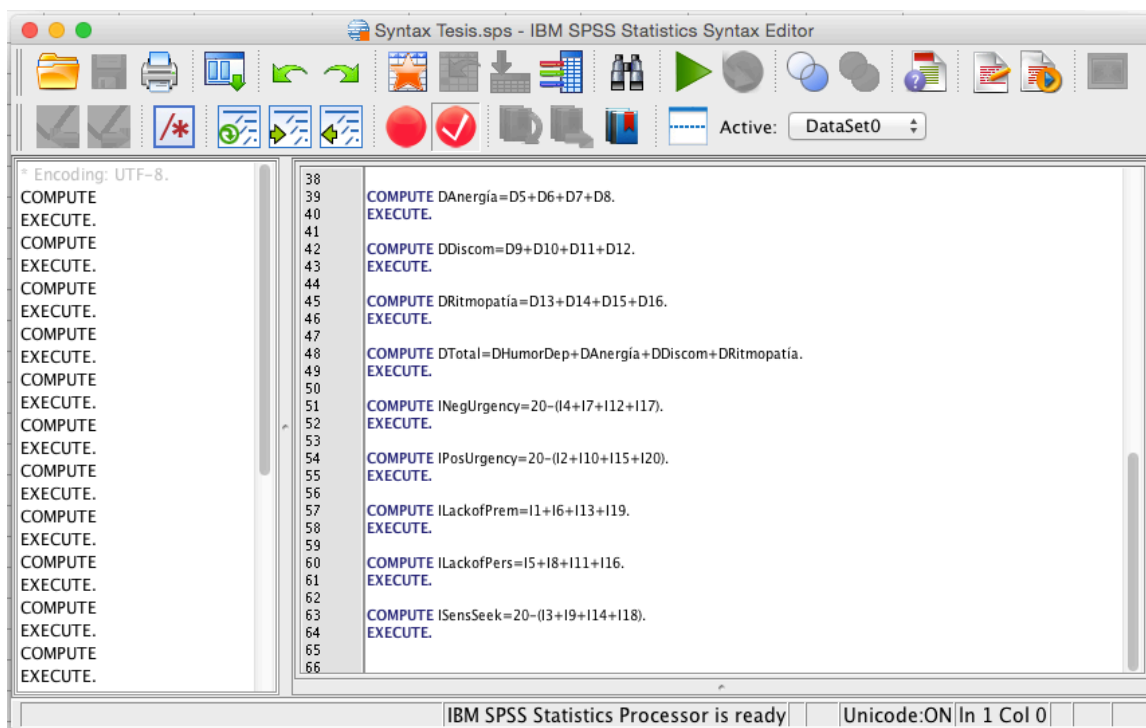 Syntax Tesis.sps - IBM SPSS Statistics Syntax Editor
/*
Active: DataSet0
* Encoding: UTF-8.
COMPUTE
EXECUTE.
COMPUTE
EXECUTE.
COMPUTE
EXECUTE.
COMPUTE
EXECUTE.
COMPUTE
EXECUTE.
COMPUTE
EXECUTE.
COMPUTE
EXECUTE.
COMPUTE
EXECUTE.
COMPUTE
EXECUTE.
COMPUTE
EXECUTE.
COMPUTE
EXECUTE.
38
39 COMPUTE DAnergía=D5+D6+D7+D8.
40 EXECUTE.
41
42 COMPUTE DDiscom=D9+D10+D11+D12.
43 EXECUTE.
44
45 COMPUTE DRitmopatía=D13+D14+D15+D16.
46 EXECUTE.
47
48 COMPUTE DTotal=DHumorDep+DAnergía+DDiscom+DRitmopatía.
49 EXECUTE.
50
51 COMPUTE INegUrgency=20-(I4+I7+I12+I17).
52 EXECUTE.
53
54 COMPUTE IPosUrgency=20-(I2+I10+I15+I20).
55 EXECUTE.
56
57 COMPUTE ILackofPrem=I1+I6+I13+I19.
58 EXECUTE.
59
60 COMPUTE ILackofPers=I5+I8+I11+I16.
61 EXECUTE.
62
63 COMPUTE ISensSeek=20-(I3+I9+I14+I18).
64 EXECUTE.
65
66
IBM SPSS Statistics Processor is ready
Unicode:ON
In 1 Col 0